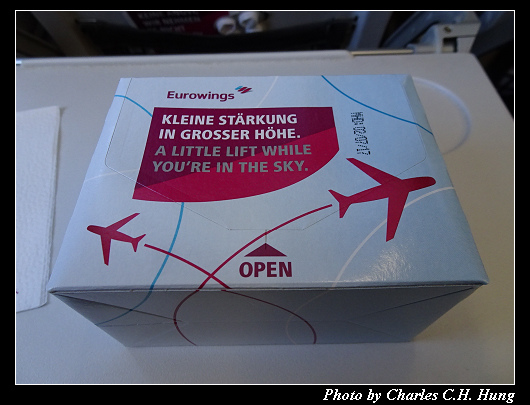 Eurowings
KLEINE STÄRKUNG
IN GROSSER HÖHE.
A LITTLE LIFT WHILE
YOU'RE IN THE SKY.
OPEN
Photo by Charles C.H. Hung